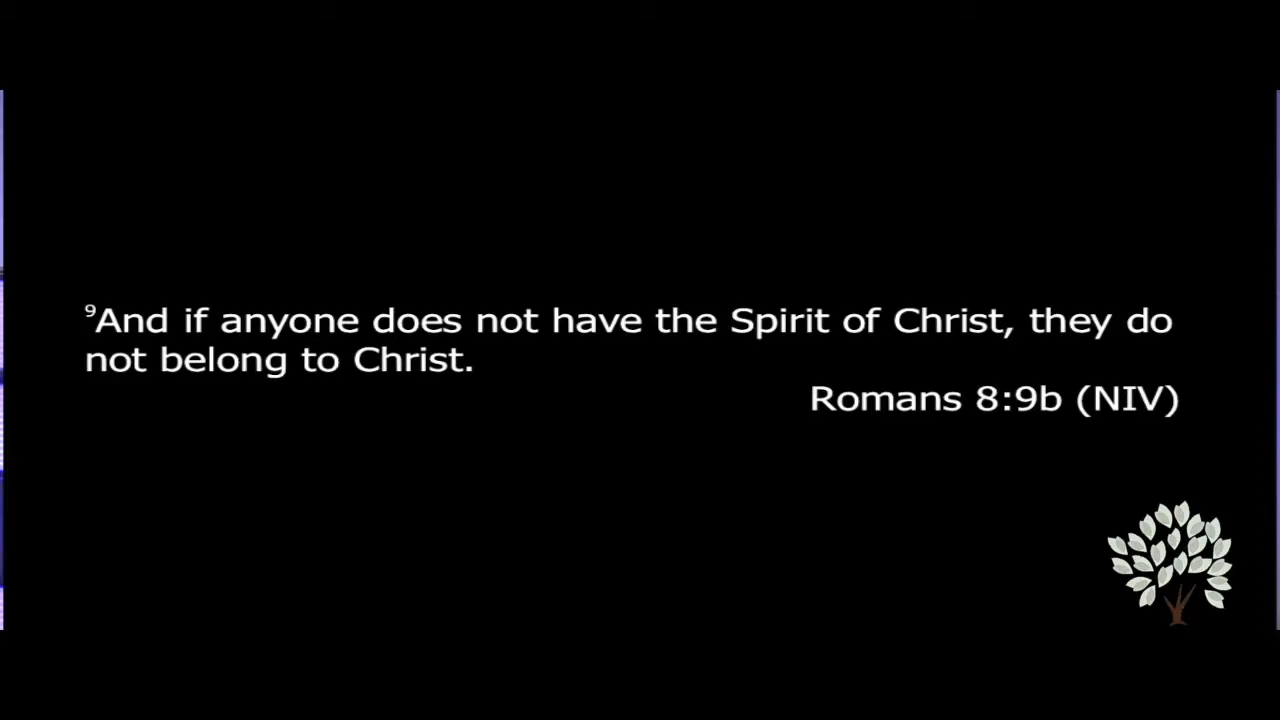 ⁹And if anyone does not have the Spirit of Christ, they do
not belong to Christ.
Romans 8:9b (NIV)